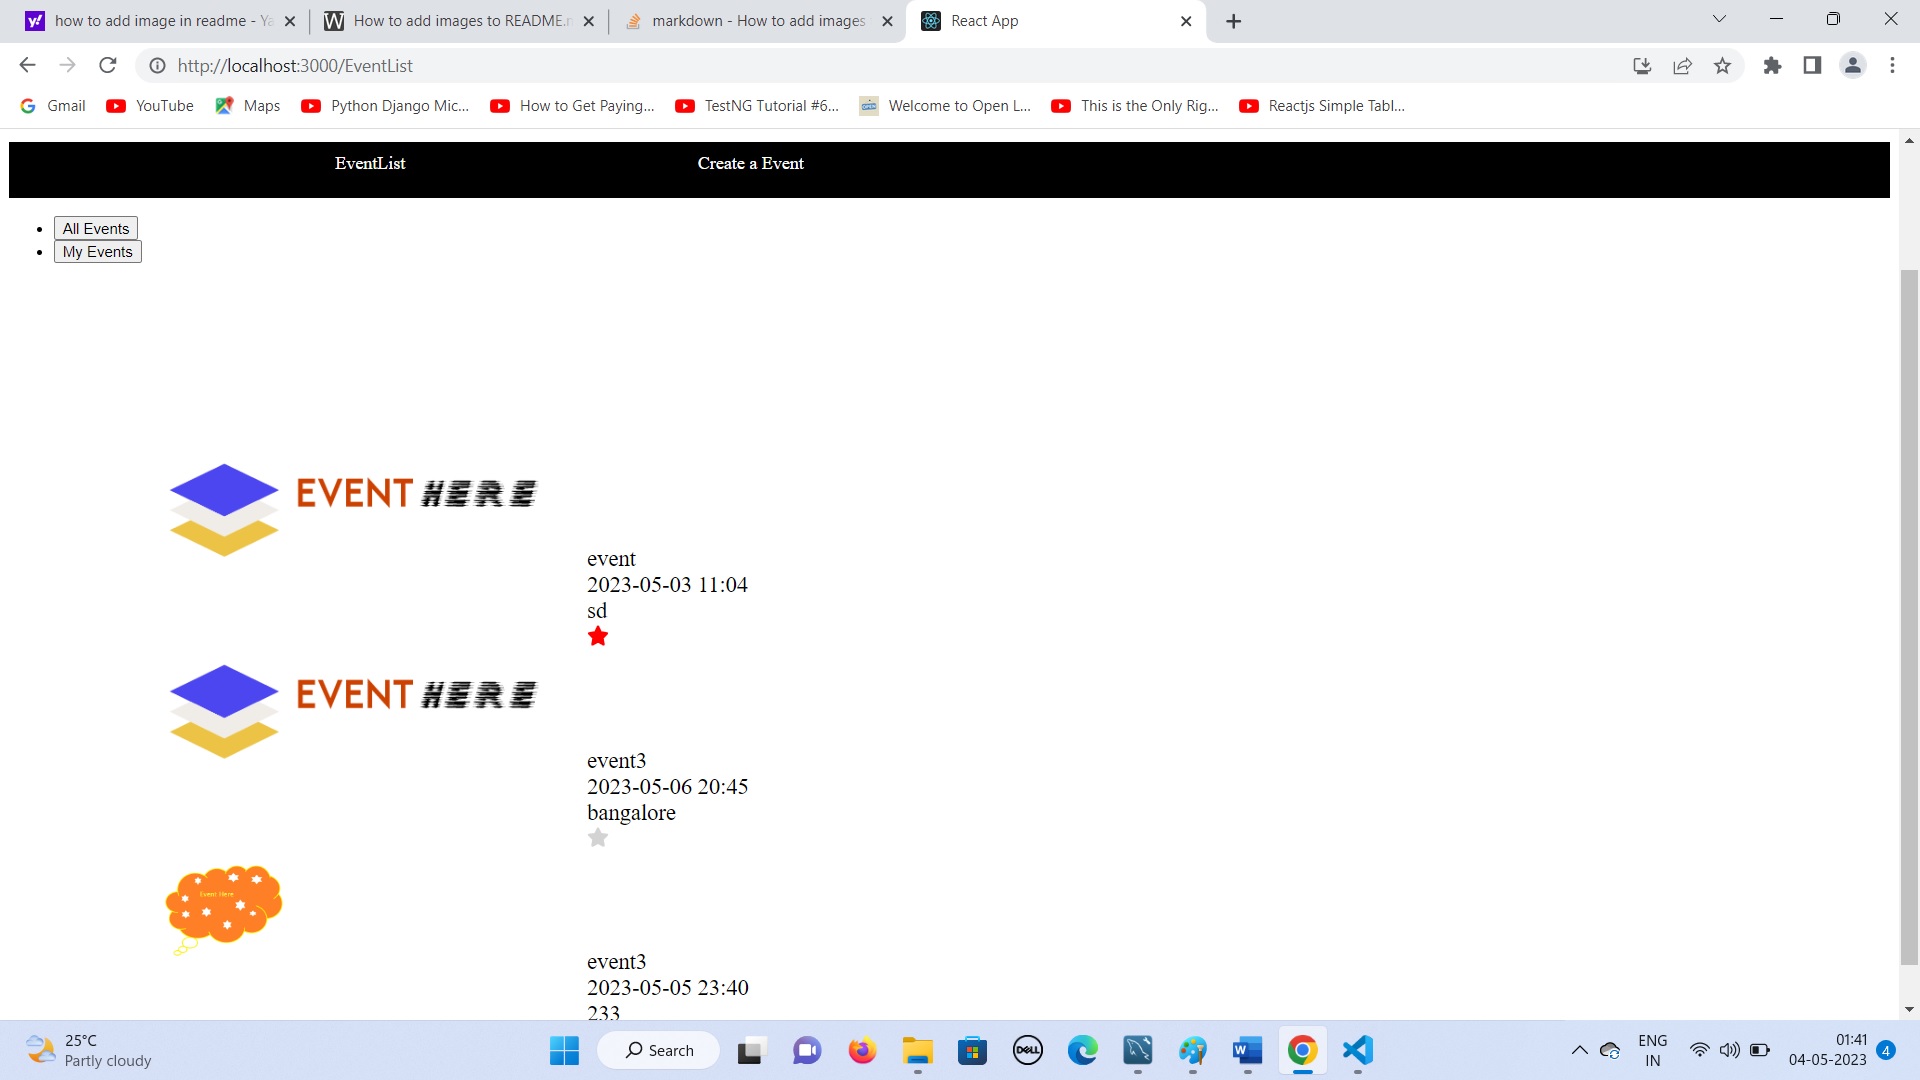 how to add image in readme - Ya
How to add images to README.m
markdown - How to add images
React App
http://localhost:3000/EventList
Gmail
YouTube
Maps
Python Django Mic...
How to Get Paying...
TestNG Tutorial #6...
Welcome to Open L...
This is the Only Rig...
Reactjs Simple Tabl...
EventList
Create a Event
All Events
My Events
EVENT HERE
event
2023-05-03 11:04
sd
EVENT HERE
event3
2023-05-06 20:45
bangalore
Event Here
event3
2023-05-05 23:40
233
25°C
Partly cloudy
Search
DELL
ENG
IN
01:41
04-05-2023
4